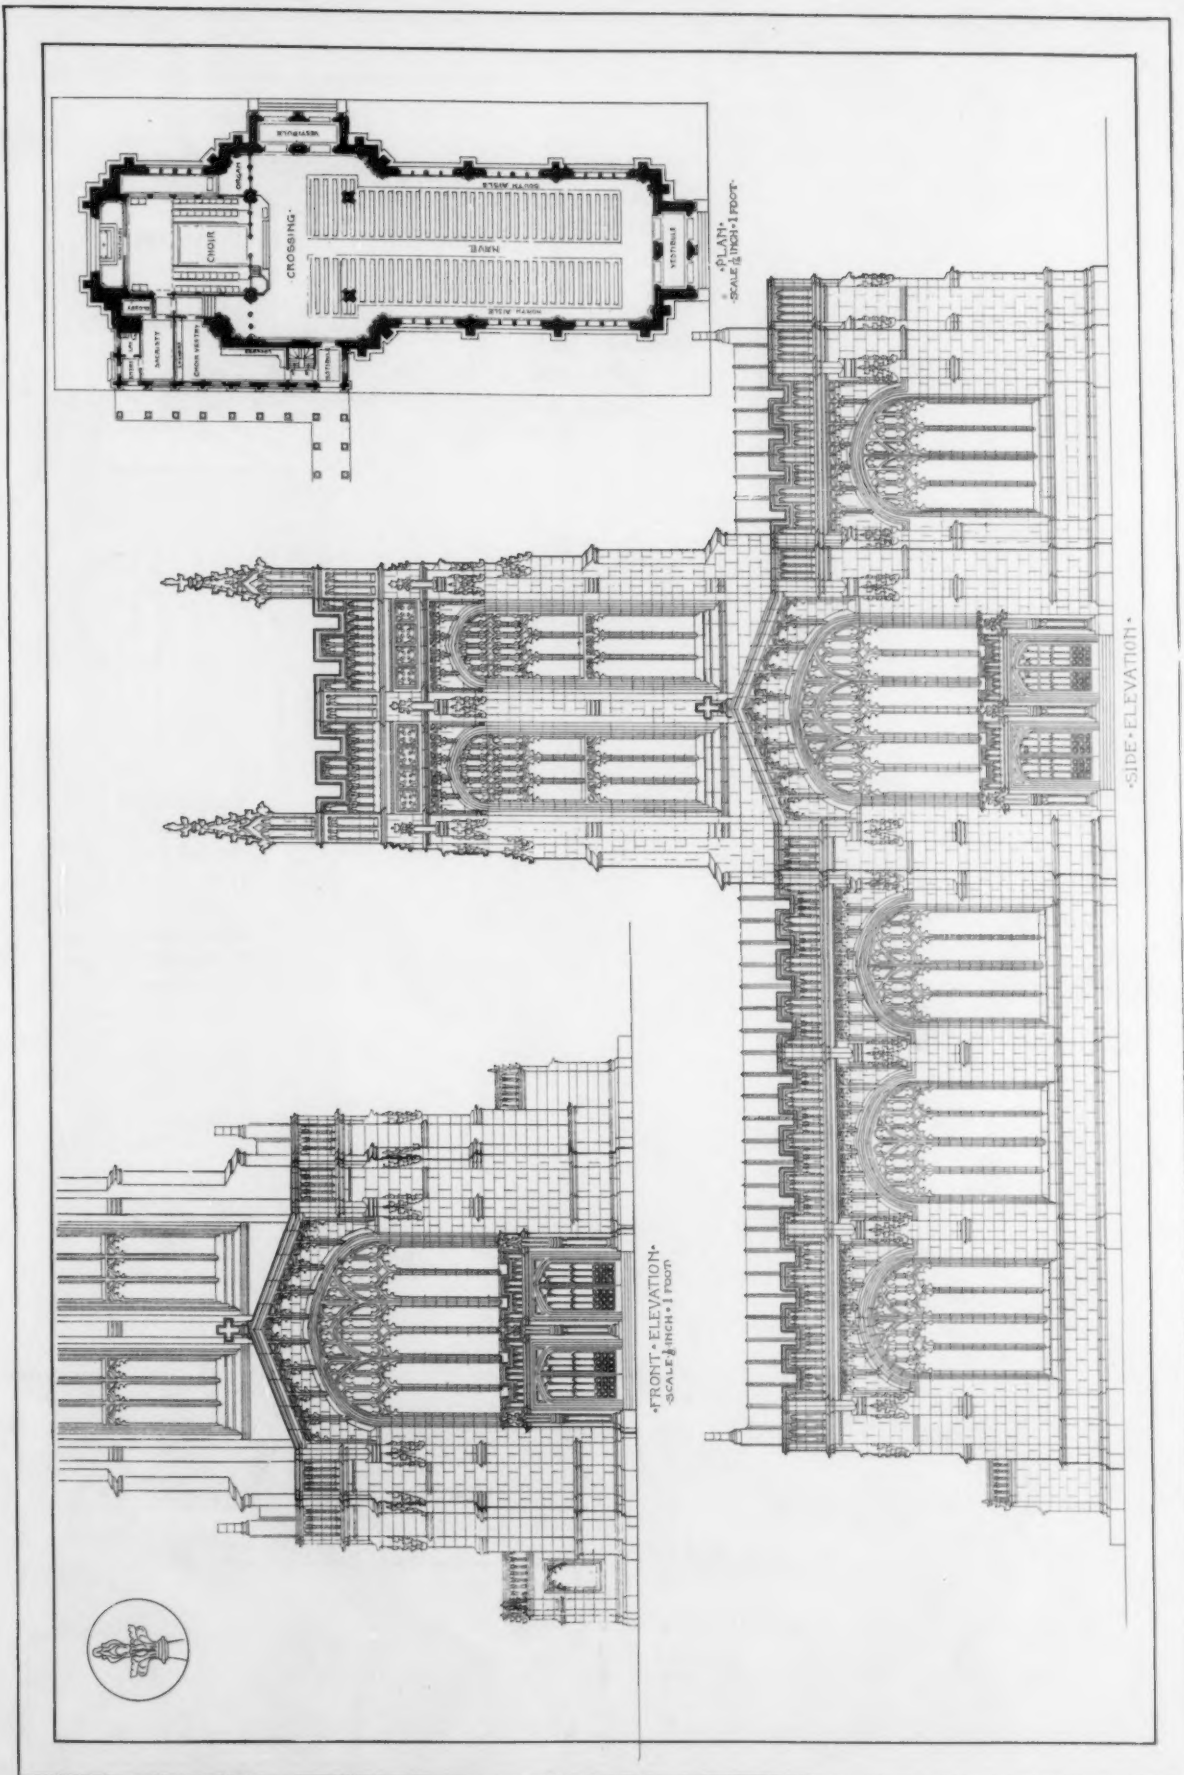 VESTIBULE
ORGAN
SOUTH AISLE
CHOIR
·CROSSING·
NAVE
SACRISTY
CHOIR VESTRY
NORTH AISLE
VESTIBULE
·PLAN·
·SCALE 1/16 INCH = 1 FOOT·
·SIDE·ELEVATION·
·FRONT·ELEVATION·
·SCALE 1/8 INCH = 1 FOOT